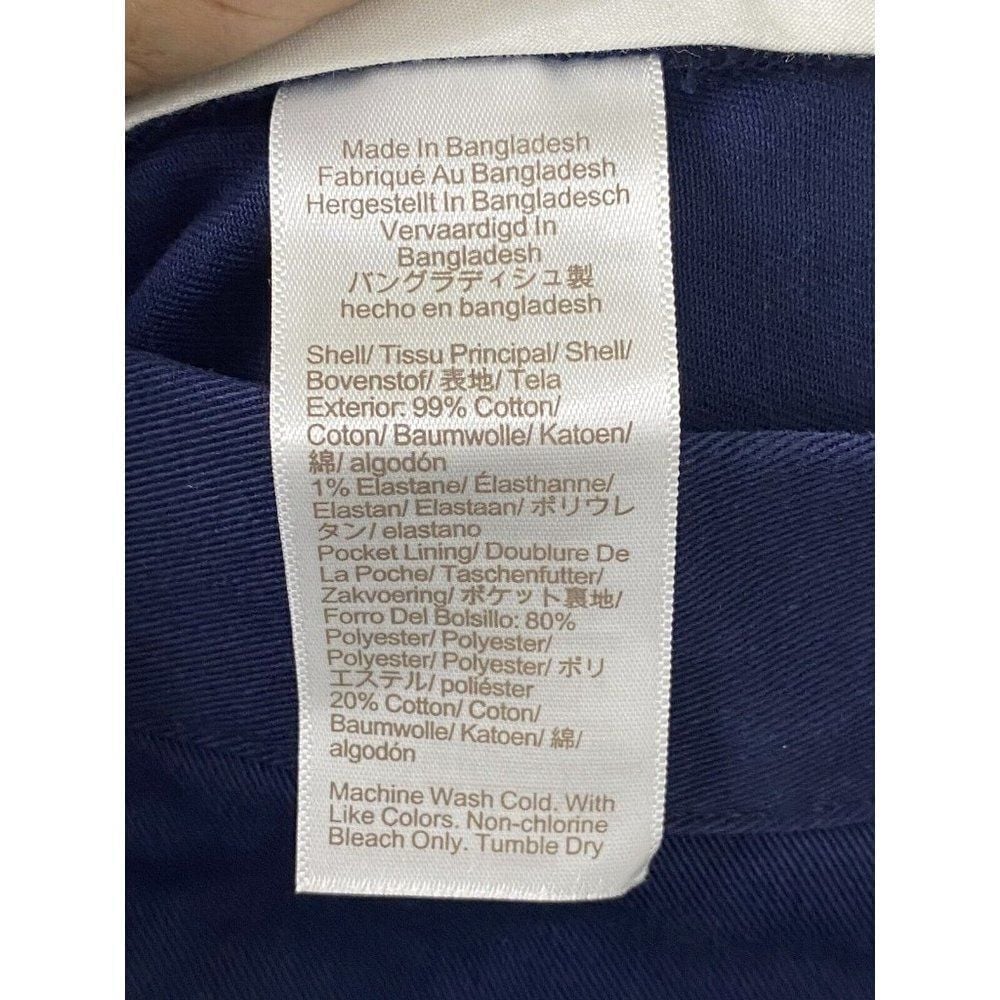 Made In Bangladesh
Fabriqué Au Bangladesh
Hergestellt In Bangladesch
Vervaardigd In
Bangladesh
バングラディシュ製
hecho en bangladesh
Shell/ Tissu Principal/ Shell/
Bovenstof/ 表地/ Tela
Exterior: 99% Cotton/
Coton/ Baumwolle/ Katoen/
綿/ algodón
1% Elastane/ Élasthanne/
Elastan/ Elastaan/ ポリウレ
タン/ elastano
Pocket Lining/ Doublure De
La Poche/ Taschenfutter/
Zakvoering/ ポケット裏地/
Forro Del Bolsillo: 80%
Polyester/ Polyester/
Polyester/ Polyester/ ポリ
エステル/ poliéster
20% Cotton/ Coton/
Baumwolle/ Katoen/ 綿/
algodón
Machine Wash Cold. With
Like Colors. Non-chlorine
Bleach Only. Tumble Dry